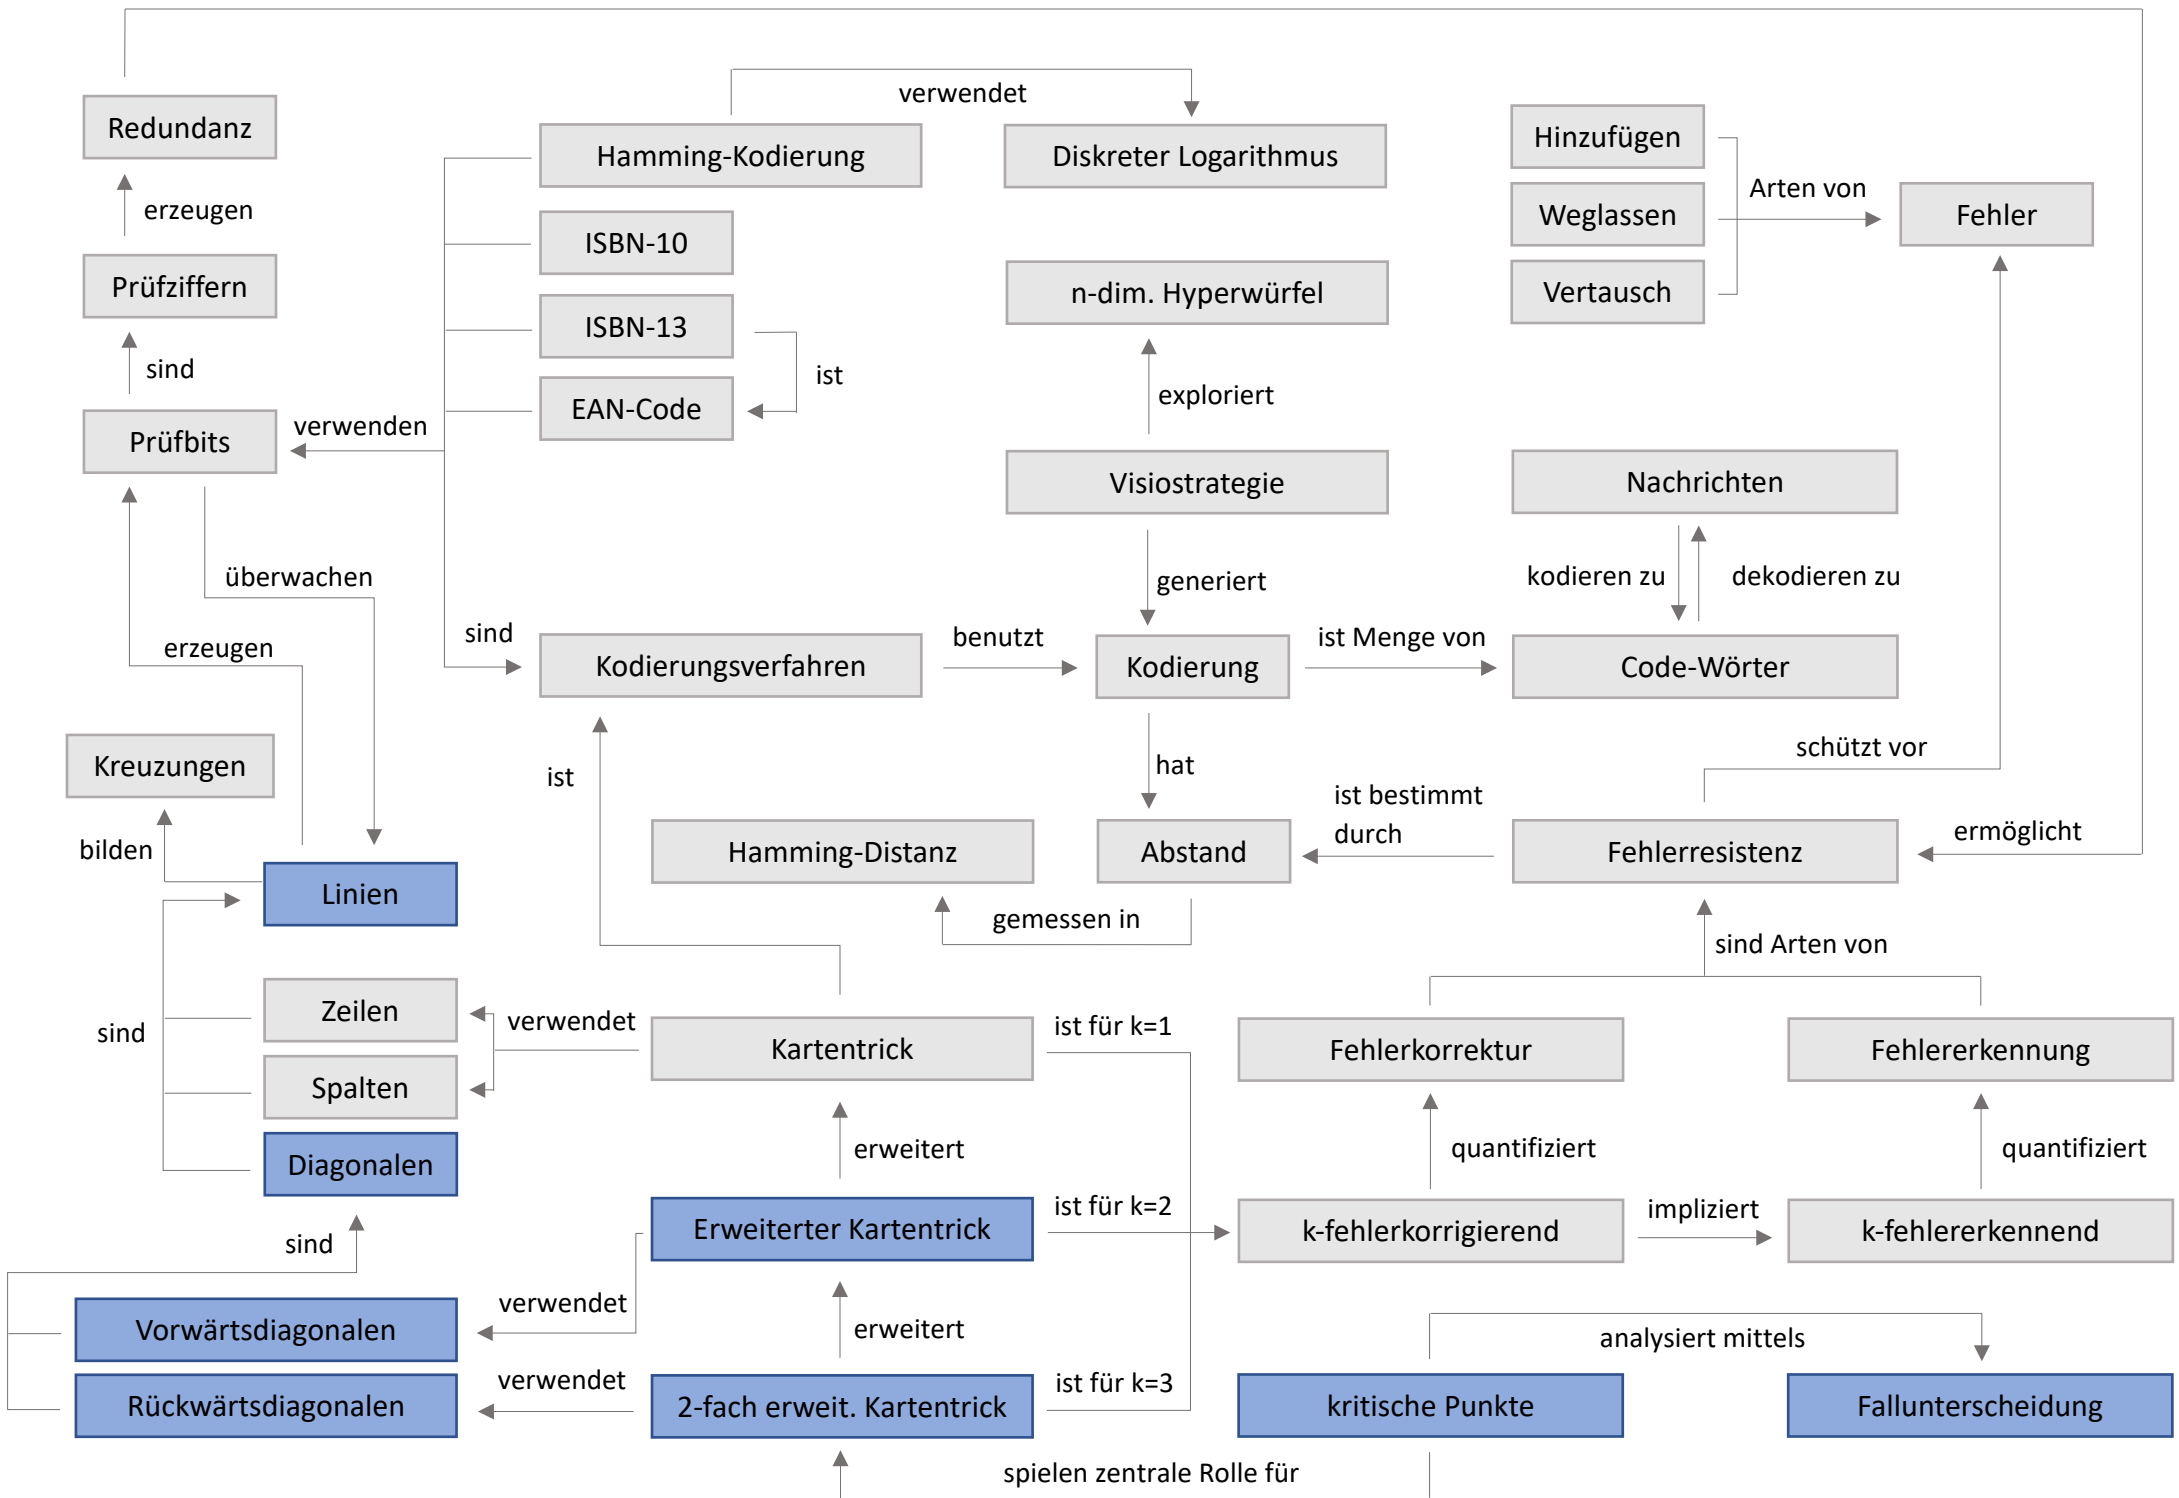 verwendet
Redundanz
Hamming-Kodierung
Diskreter Logarithmus
Hinzufügen
Arten von
erzeugen
ISBN-10
Weglassen
Fehler
Prüfziffern
n-dim. Hyperwürfel
Vertausch
ISBN-13
sind
ist
exploriert
EAN-Code
verwenden
Prüfbits
Visiostrategie
Nachrichten
überwachen
generiert
kodieren zu
dekodieren zu
erzeugen
sind
Kodierungsverfahren
benutzt
Kodierung
ist Menge von
Code-Wörter
Kreuzungen
ist
hat
schützt vor
ist bestimmt
durch
bilden
Hamming-Distanz
Abstand
Fehlerresistenz
ermöglicht
Linien
gemessen in
sind Arten von
sind
Zeilen
verwendet
Kartentrick
ist für k=1
Fehlerkorrektur
Fehlererkennung
Spalten
Diagonalen
erweitert
quantifiziert
quantifiziert
sind
Erweiterter Kartentrick
ist für k=2
k-fehlerkorrigierend
impliziert
k-fehlererkennend
verwendet
Vorwärtsdiagonalen
erweitert
analysiert mittels
Rückwärtsdiagonalen
verwendet
2-fach erweit. Kartentrick
ist für k=3
kritische Punkte
Fallunterscheidung
spielen zentrale Rolle für